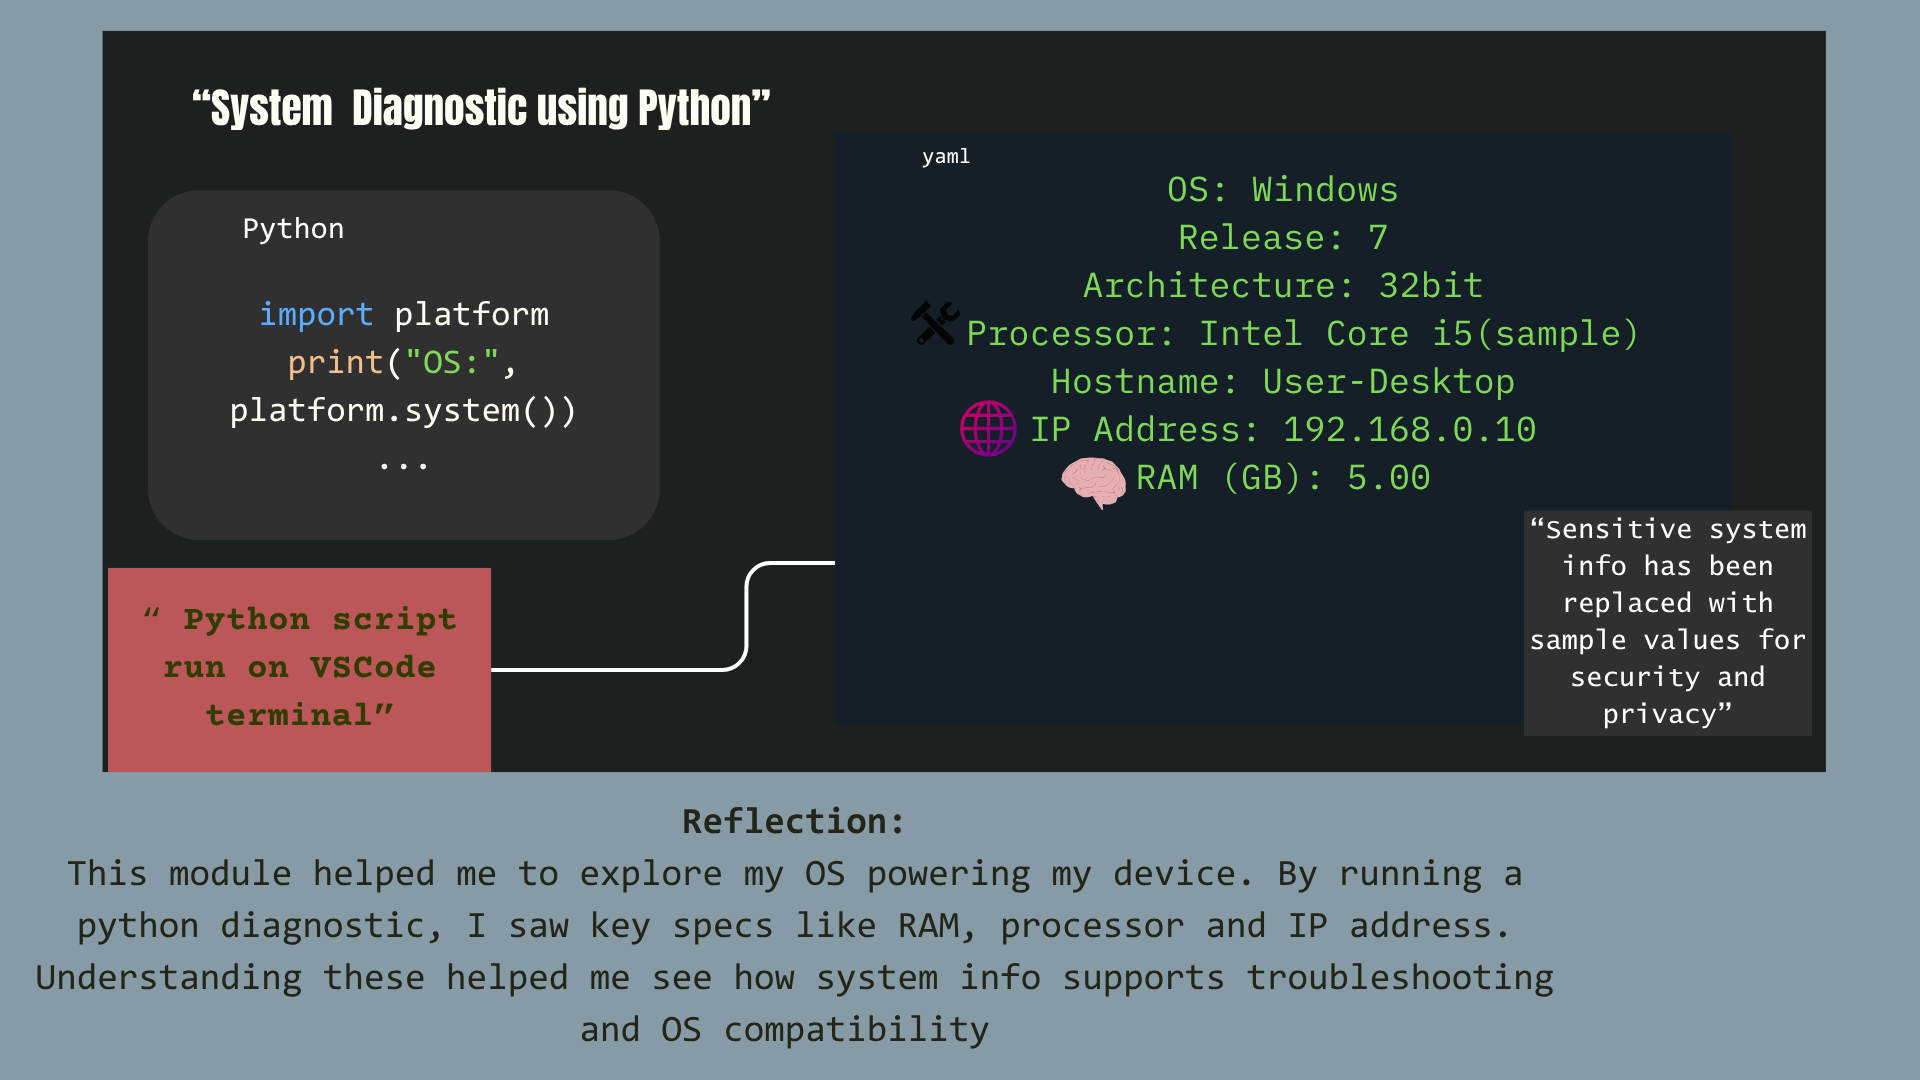 “System  Diagnostic using Python”
Python
import platform
print("OS:",
platform.system())
...
“ Python script
run on VSCode
terminal”
yaml
OS: Windows
Release: 7
Architecture: 32bit
Processor: Intel Core i5(sample)
Hostname: User-Desktop
IP Address: 192.168.0.10
RAM (GB): 5.00
“Sensitive system
info has been
replaced with
sample values for
security and
privacy”
Reflection:
This module helped me to explore my OS powering my device. By running a
python diagnostic, I saw key specs like RAM, processor and IP address.
Understanding these helped me see how system info supports troubleshooting
and OS compatibility